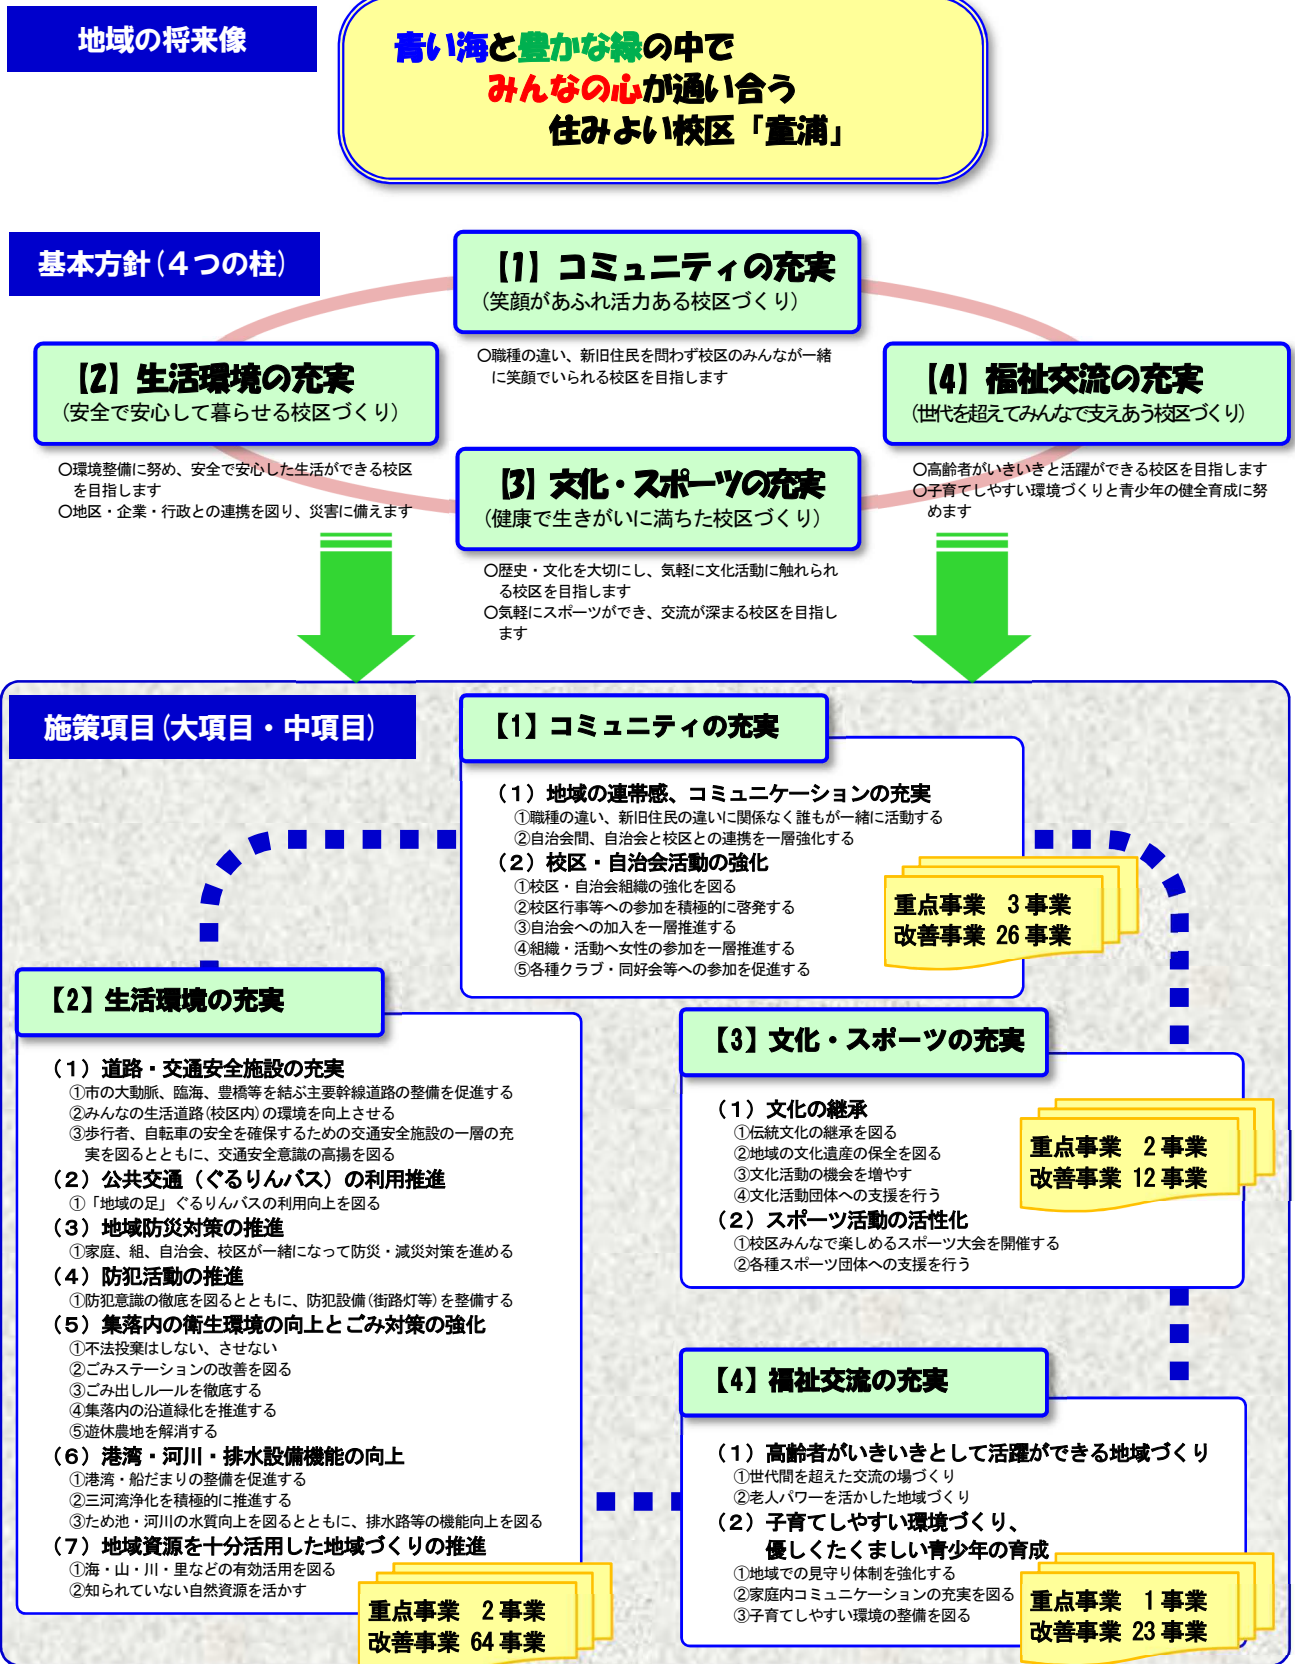 地域の将来像
青い海と豊かな緑の中で
みんなの心が通い合う
住みよい校区「童浦」
基本方針(４つの柱)
【1】コミュニティの充実
(笑顔があふれ活力ある校区づくり)
○職種の違い、新旧住民を問わず校区のみんなが一緒
に笑顔でいられる校区を目指します
【2】生活環境の充実
(安全で安心して暮らせる校区づくり)
○環境整備に努め、安全で安心した生活ができる校区
を目指します
○地区・企業・行政との連携を図り、災害に備えます
【3】文化・スポーツの充実
(健康で生きがいに満ちた校区づくり)
○歴史・文化を大切にし、気軽に文化活動に触れられ
る校区を目指します
○気軽にスポーツができ、交流が深まる校区を目指し
ます
【4】福祉交流の充実
(世代を超えてみんなで支えあう校区づくり)
○高齢者がいきいきと活躍ができる校区を目指します
○子育てしやすい環境づくりと青少年の健全育成に努
めます
施策項目(大項目・中項目)
【1】コミュニティの充実
（１）地域の連帯感、コミュニケーションの充実
①職種の違い、新旧住民の違いに関係なく誰もが一緒に活動する
②自治会間、自治会と校区との連携を一層強化する
（２）校区・自治会活動の強化
①校区・自治会組織の強化を図る
②校区行事等への参加を積極的に啓発する
③自治会への加入を一層推進する
④組織・活動へ女性の参加を一層推進する
⑤各種クラブ・同好会等への参加を促進する
重点事業　3 事業
改善事業 26 事業
【2】生活環境の充実
（１）道路・交通安全施設の充実
①市の大動脈、臨海、豊橋等を結ぶ主要幹線道路の整備を促進する
②みんなの生活道路(校区内)の環境を向上させる
③歩行者、自転車の安全を確保するための交通安全施設の一層の充
実を図るとともに、交通安全意識の高揚を図る
（２）公共交通（ぐるりんバス）の利用推進
①「地域の足」ぐるりんバスの利用向上を図る
（３）地域防災対策の推進
①家庭、組、自治会、校区が一緒になって防災・減災対策を進める
（４）防犯活動の推進
①防犯意識の徹底を図るとともに、防犯設備(街路灯等)を整備する
（５）集落内の衛生環境の向上とごみ対策の強化
①不法投棄はしない、させない
②ごみステーションの改善を図る
③ごみ出しルールを徹底する
④集落内の沿道緑化を推進する
⑤遊休農地を解消する
（６）港湾・河川・排水設備機能の向上
①港湾・船だまりの整備を促進する
②三河湾浄化を積極的に推進する
③ため池・河川の水質向上を図るとともに、排水路等の機能向上を図る
（７）地域資源を十分活用した地域づくりの推進
①海・山・川・里などの有効活用を図る
②知られていない自然資源を活かす
重点事業　2 事業
改善事業 64 事業
【3】文化・スポーツの充実
（１）文化の継承
①伝統文化の継承を図る
②地域の文化遺産の保全を図る
③文化活動の機会を増やす
④文化活動団体への支援を行う
（２）スポーツ活動の活性化
①校区みんなで楽しめるスポーツ大会を開催する
②各種スポーツ団体への支援を行う
重点事業　2 事業
改善事業 12 事業
【4】福祉交流の充実
（１）高齢者がいきいきとして活躍ができる地域づくり
①世代間を超えた交流の場づくり
②老人パワーを活かした地域づくり
（２）子育てしやすい環境づくり、
優しくたくましい青少年の育成
①地域での見守り体制を強化する
②家庭内コミュニケーションの充実を図る
③子育てしやすい環境の整備を図る
重点事業　1 事業
改善事業 23 事業